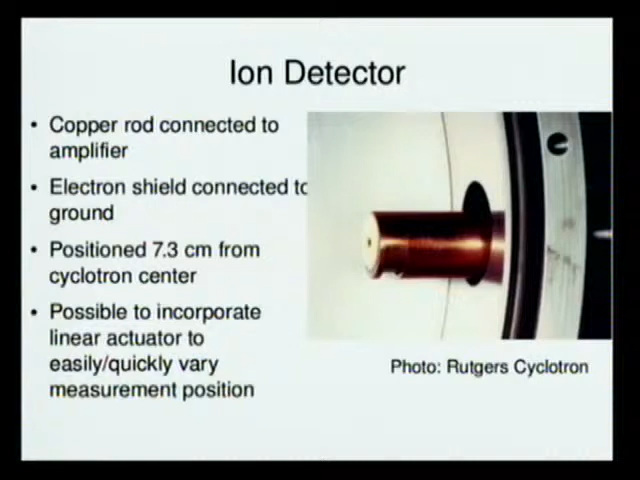 Ion Detector
• Copper rod connected to
amplifier
• Electron shield connected to
ground
• Positioned 7.3 cm from
cyclotron center
• Possible to incorporate
linear actuator to
easily/quickly vary
measurement position
Photo: Rutgers Cyclotron